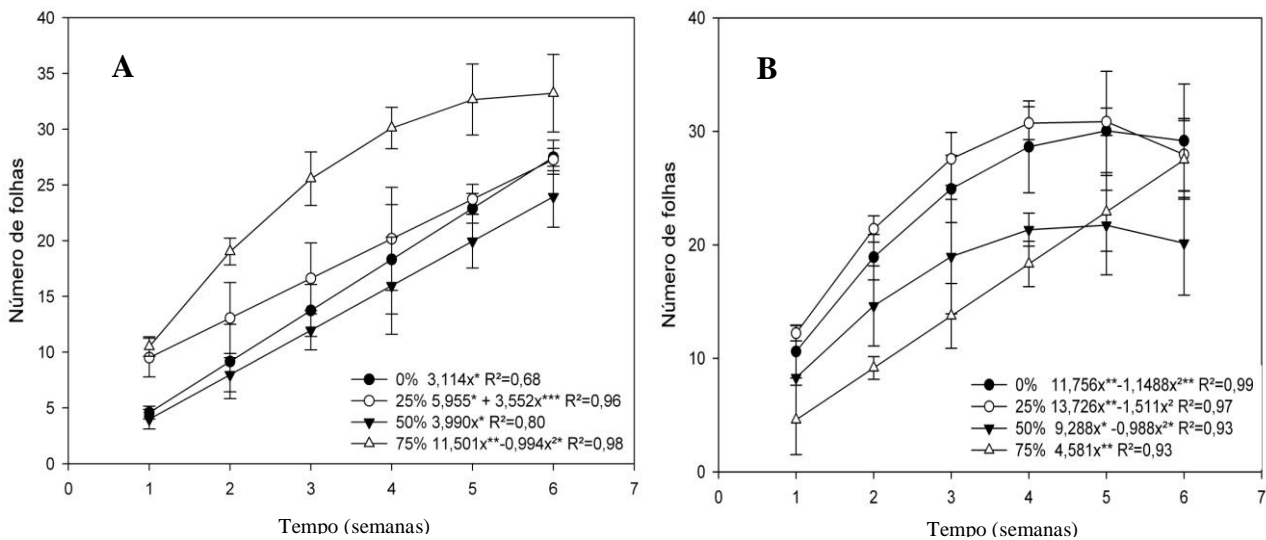 A
Número de folhas
40
35
30
25
20
15
10
5
0
0% 3,114x* R²=0,68
25% 5,955* + 3,552x*** R²=0,96
50% 3,990x* R²=0,80
75% 11,501x**-0,994x²* R²=0,98
0 1 2 3 4 5 6 7
Tempo (semanas)
B
Número de folhas
40
30
20
10
0
0% 11,756x**-1,1488x²** R²=0,99
25% 13,726x**-1,511x² R²=0,97
50% 9,288x* -0,988x²* R²=0,93
75% 4,581x** R²=0,93
0 1 2 3 4 5 6 7
Tempo (semanas)